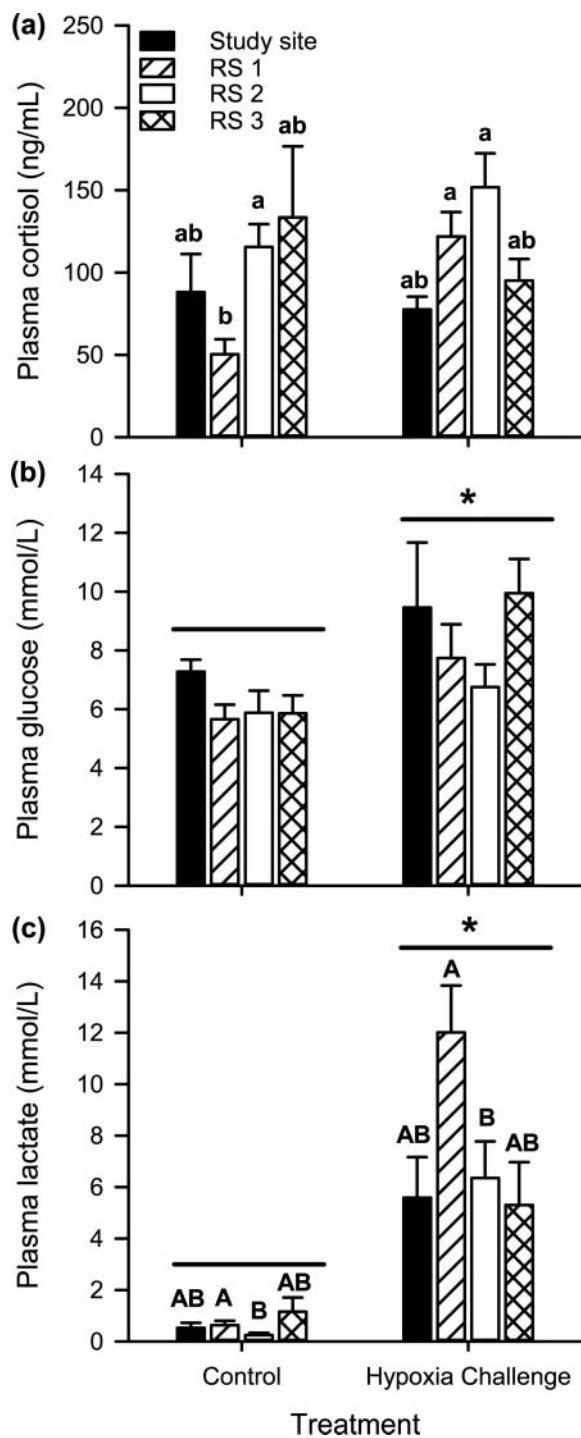 (a)
300
250
200
150
100
50
0
Plasma cortisol (ng/mL)
Study site
RS 1
RS 2
RS 3
ab
b
a
ab
ab
a
a
ab
(b)
14
12
10
8
6
4
2
0
Plasma glucose (mmol/L)
*
(c)
16
14
12
10
8
6
4
2
0
Plasma lactate (mmol/L)
*
AB
A
B
AB
AB
A
B
AB
Control
Hypoxia Challenge
Treatment